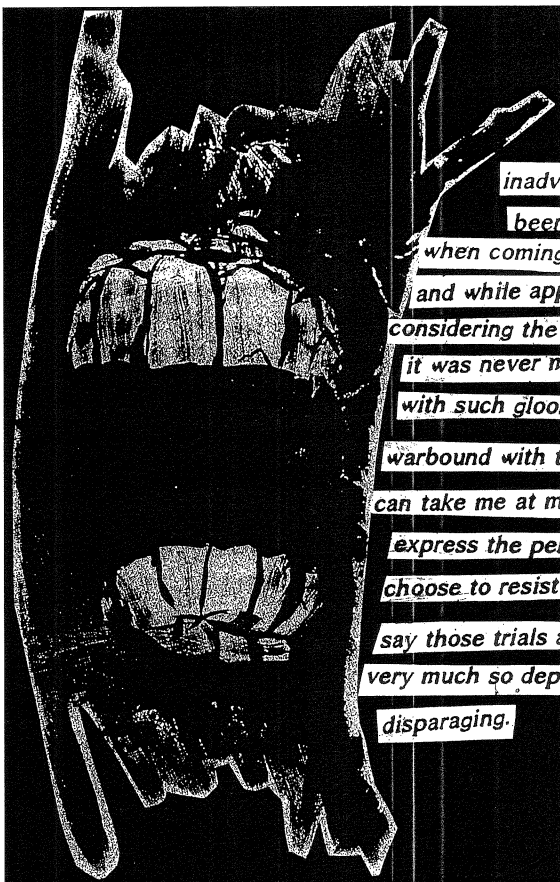 inadv
been
when coming
and while app
considering the
it was never m
with such gloo
warbound with t
can take me at m
express the pe
choose to resist
say those trials a
very much so dep
disparaging.